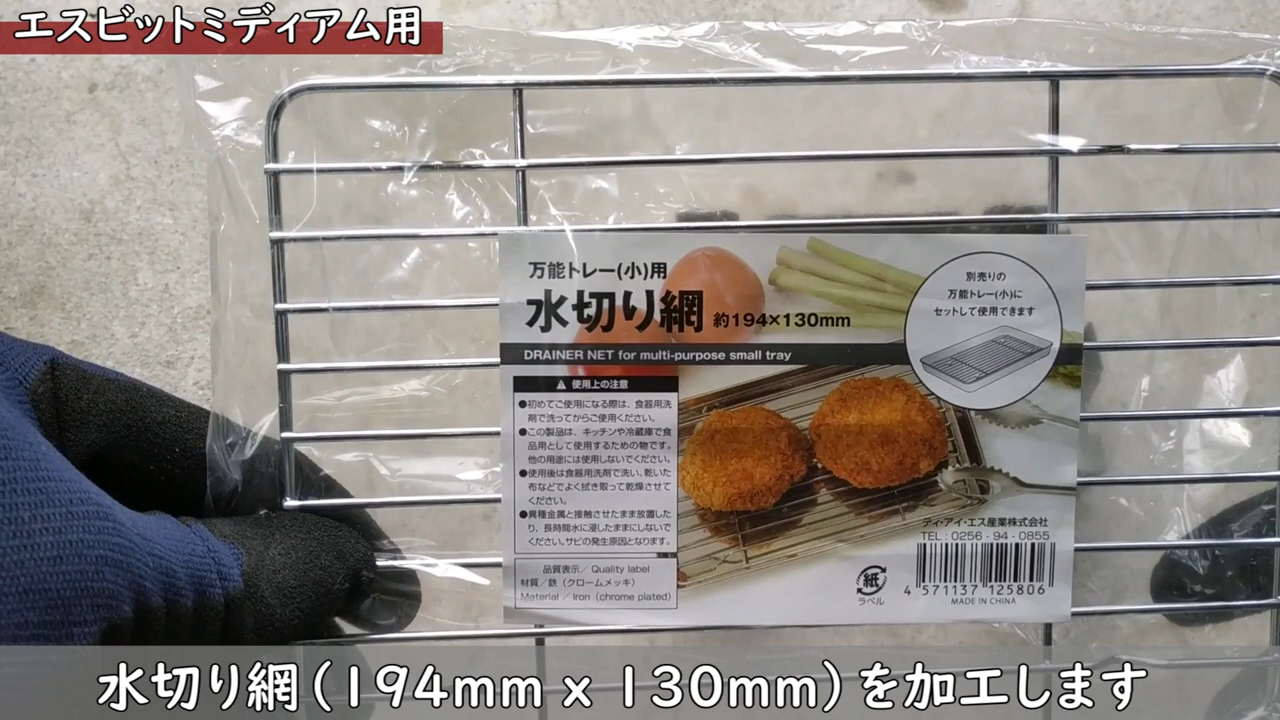 エスビットミディアム用
万能トレー(小)用
水切り網 約194×130mm
DRAINER NET for multi-purpose small tray
別売りの
万能トレー(小)に
セットして使用できます
使用上の注意
●初めてご使用になる際は、食器用洗
剤で洗ってからご使用ください。
●この製品は、キッチンや冷蔵庫で食
品用として使用するための物です。
他の用途には使用しないでください。
●使用後は食器用洗剤で洗い、乾いた
布などでよく拭き取って乾燥させて
ください。
●異種金属と接触させたまま放置した
り、長時間水に浸したままにしないで
ください。サビの発生原因となります。
品質表示/ Quality label
材質/鉄(クロームメッキ)
Material / Iron (chrome plated)
ディ・アイ・エス産業株式会社
TEL:0256-94-0855
紙
ラベル
4 571137 125806
MADE IN CHINA
水切り網(194mm x 130mm)を加工します